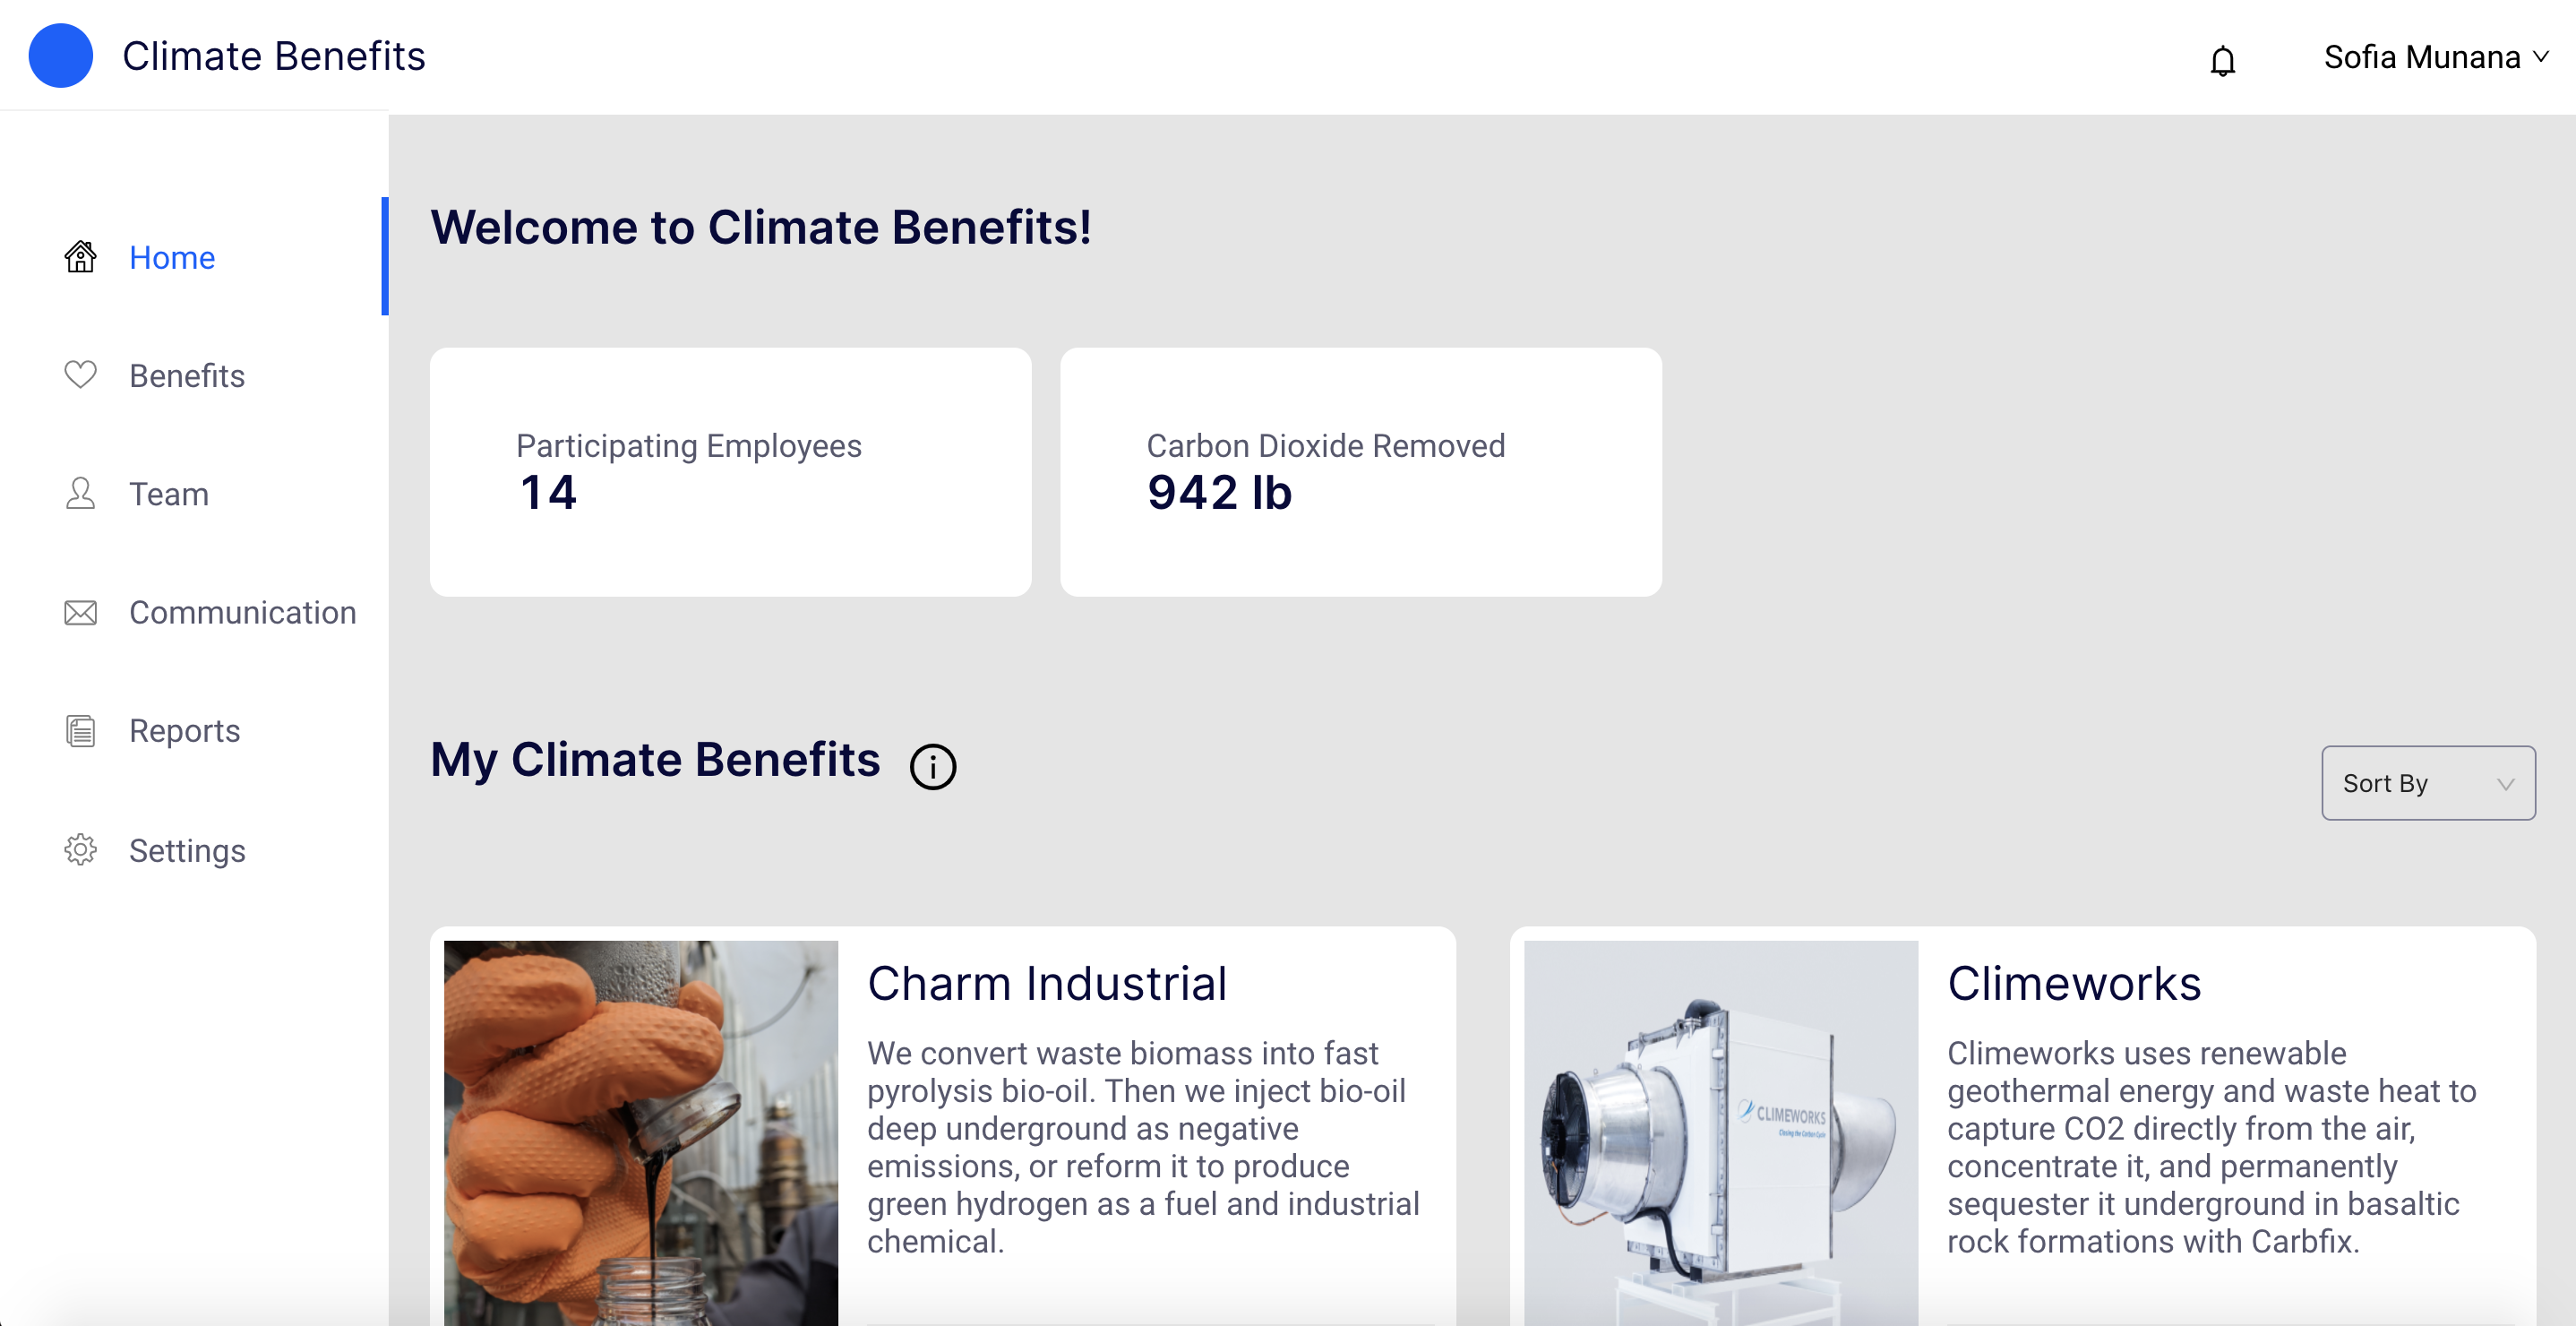 Climate Benefits
Sofia Munana
Home
Benefits
Team
Communication
Reports
Settings
Welcome to Climate Benefits!
Participating Employees
14
Carbon Dioxide Removed
942 lb
My Climate Benefits
Sort By
Charm Industrial
We convert waste biomass into fast
pyrolysis bio-oil. Then we inject bio-oil
deep underground as negative
emissions, or reform it to produce
green hydrogen as a fuel and industrial
chemical.
CLIMEWORKS
Closing the Carbon Cycle
Climeworks
Climeworks uses renewable
geothermal energy and waste heat to
capture CO2 directly from the air,
concentrate it, and permanently
sequester it underground in basaltic
rock formations with Carbfix.